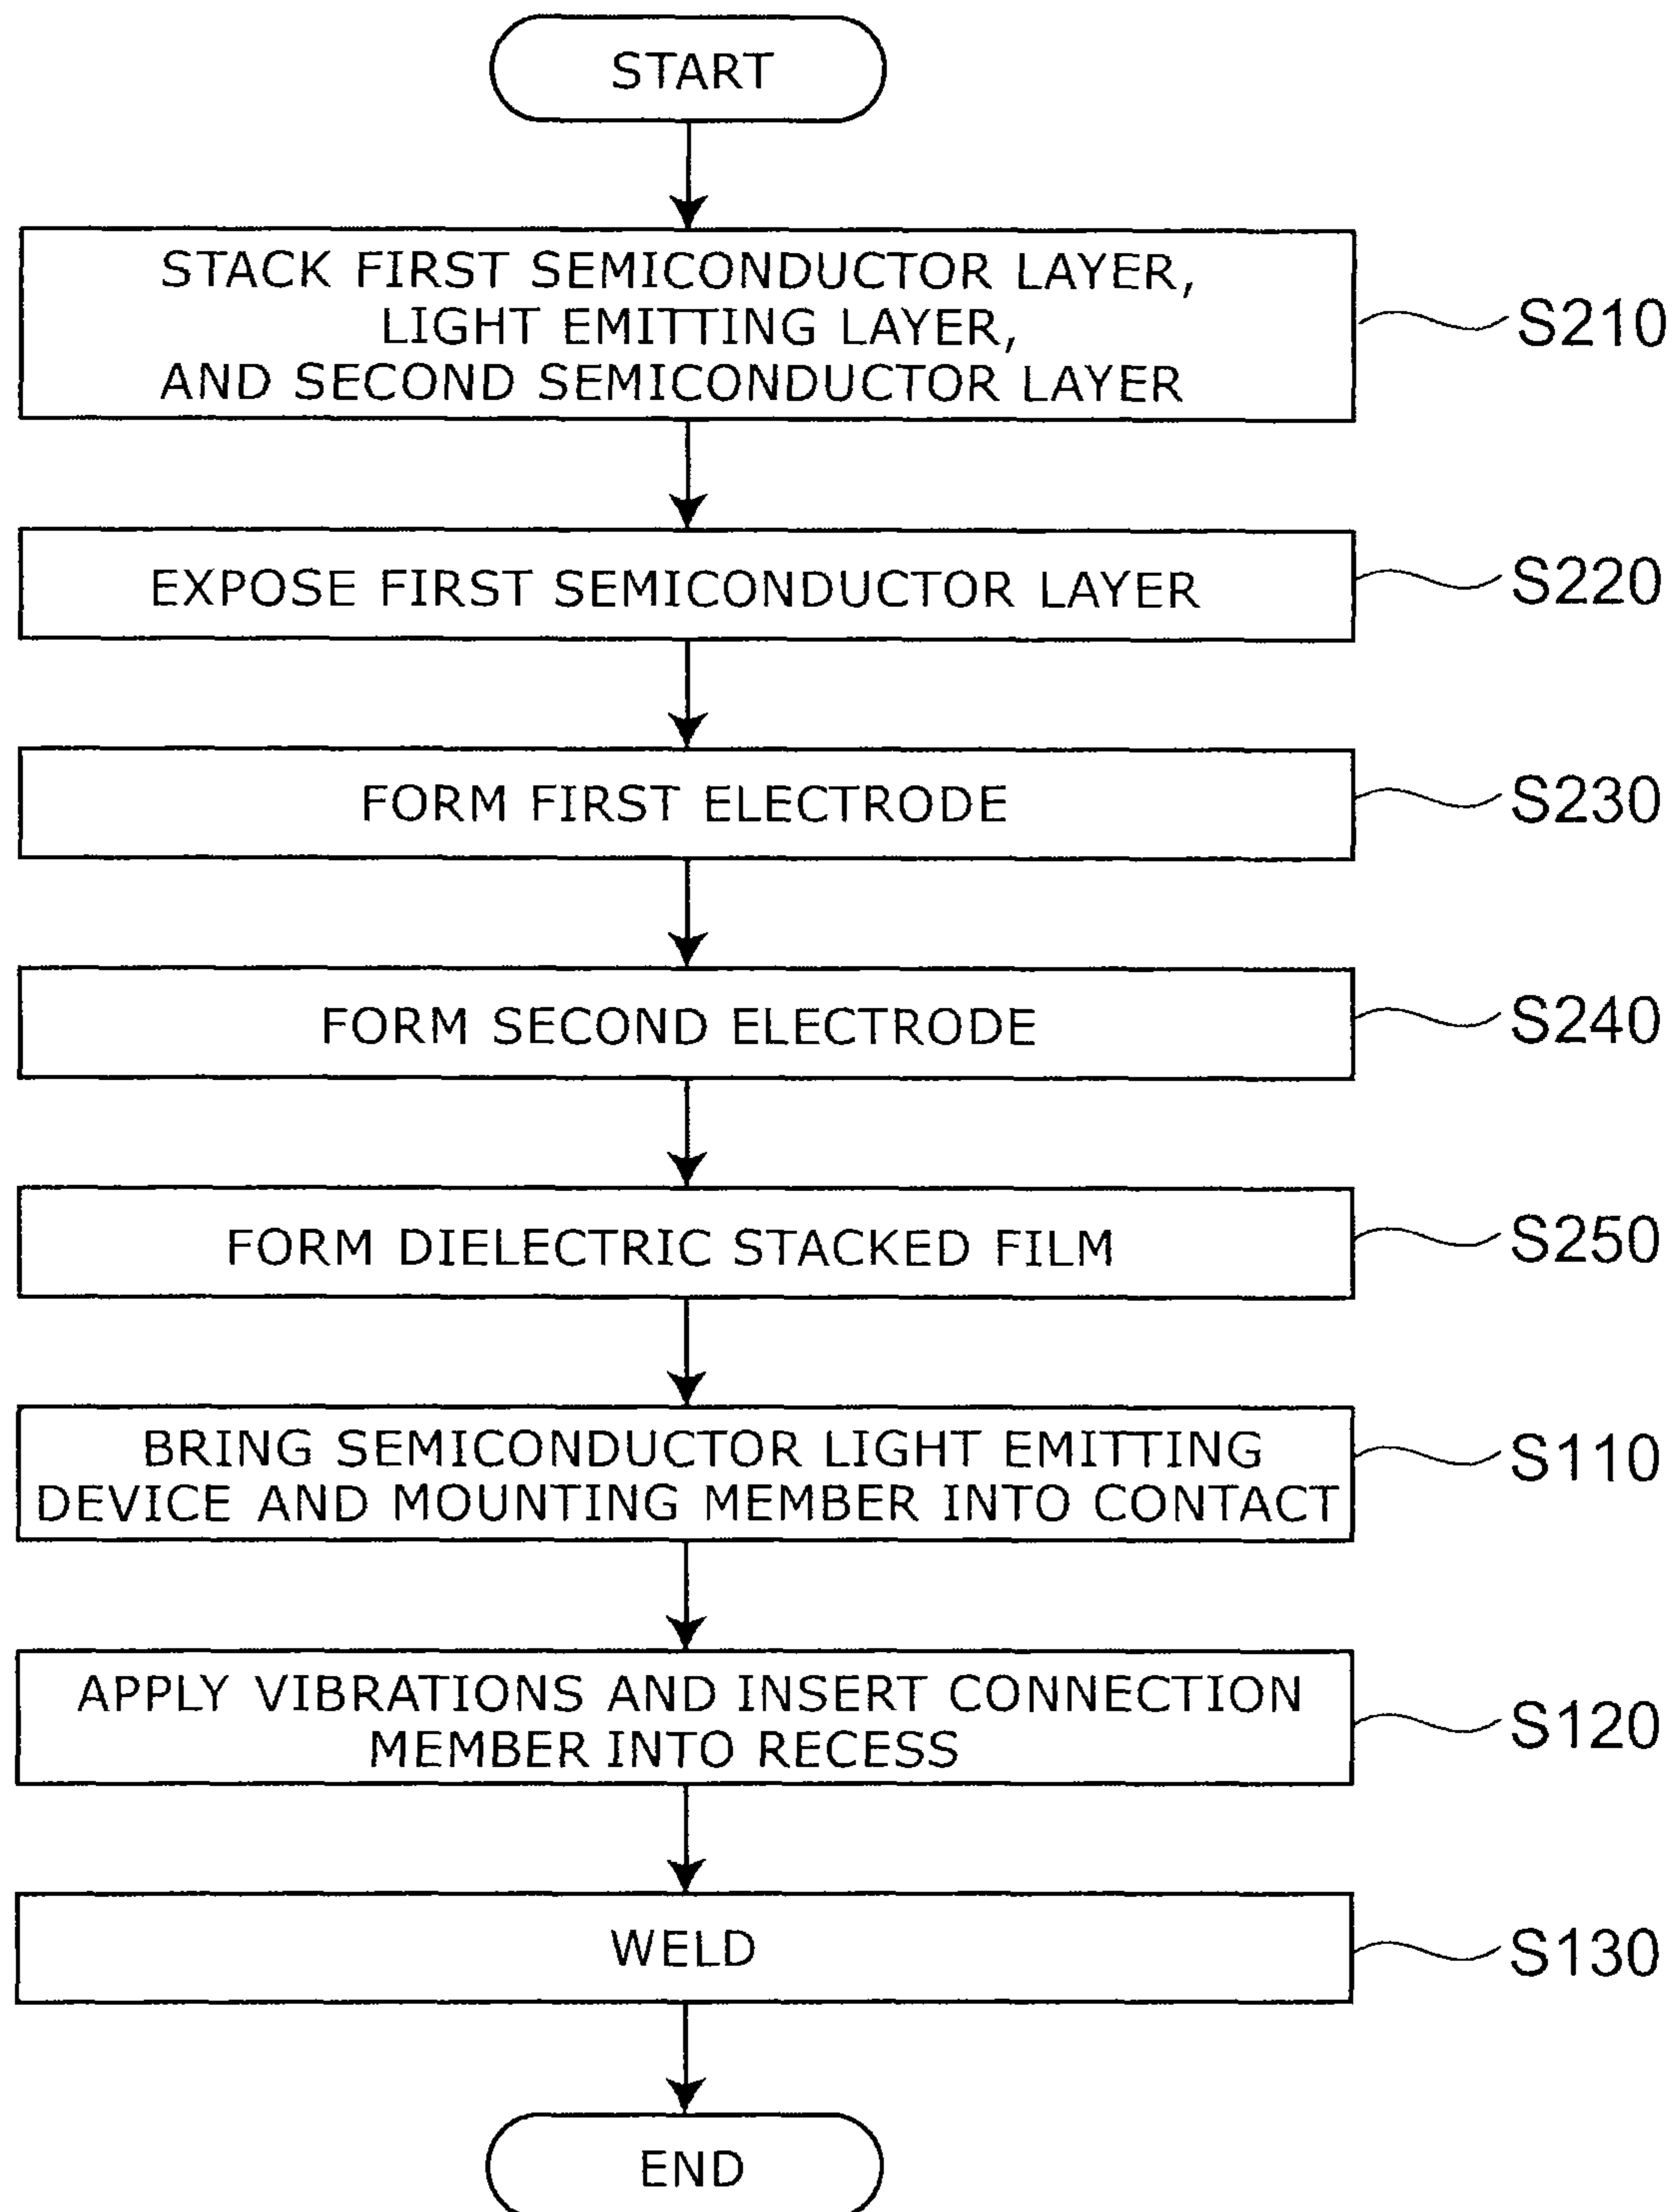 START
STACK FIRST SEMICONDUCTOR LAYER,
LIGHT EMITTING LAYER,
AND SECOND SEMICONDUCTOR LAYER
S210
EXPOSE FIRST SEMICONDUCTOR LAYER
S220
FORM FIRST ELECTRODE
S230
FORM SECOND ELECTRODE
S240
FORM DIELECTRIC STACKED FILM
S250
BRING SEMICONDUCTOR LIGHT EMITTING
DEVICE AND MOUNTING MEMBER INTO CONTACT
S110
APPLY VIBRATIONS AND INSERT CONNECTION
MEMBER INTO RECESS
S120
WELD
S130
END